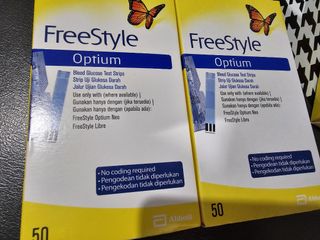 FreeStyle
Optium
Blood Glucose Test Strips
Strip Uji Glukosa Darah
Jalur Ujian Glukosa Darah
Use only with (where available)
Gunakan hanya dengan (jika tersedia)
Gunakan hanya dengan (apabila ada):
FreeStyle Optium Neo
FreeStyle Libre
• No coding required
• Pengodean tidak diperlukan
• Pengekodan tidak diperlukan
50
Abbott
FreeStyle
Optium
Blood Glucose Test Strips
Strip Uji Glukosa Darah
Jalur Ujian Glukosa Darah
Use only with (where available)
Gunakan hanya dengan (jika tersedia)
Gunakan hanya dengan (apabila ada):
FreeStyle Optium Neo
FreeStyle Libre
• No coding required
• Pengodean tidak diperlukan
• Pengekodan tidak diperlukan
50
Abbott